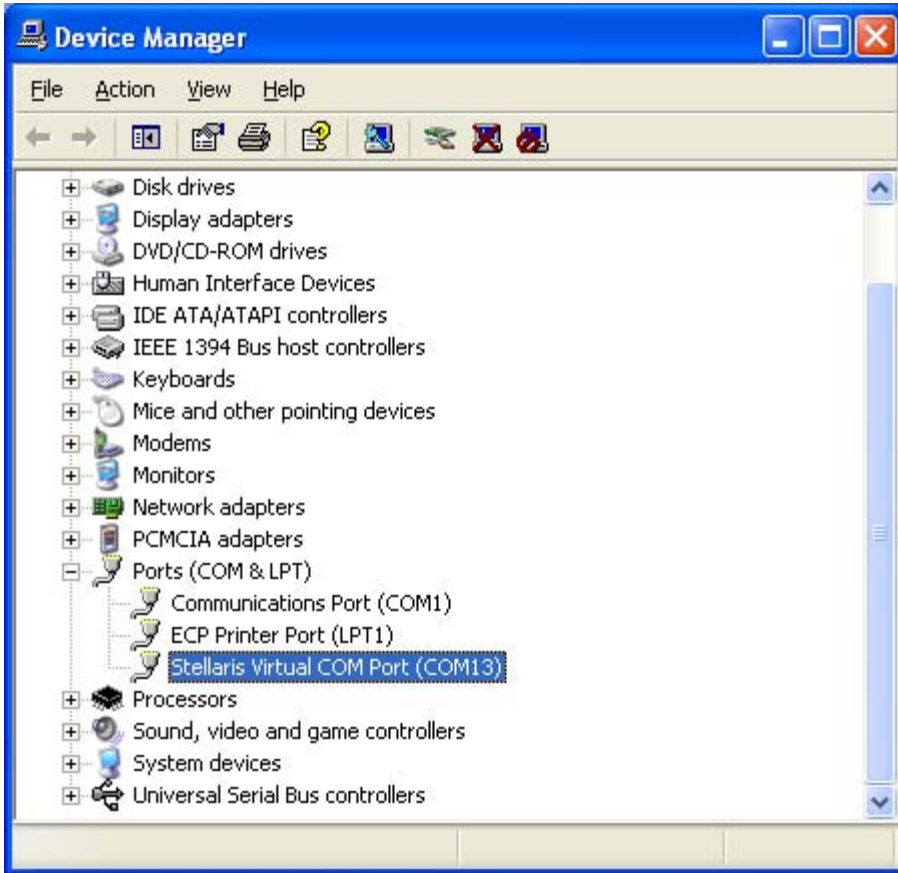 Device Manager
File Action View Help
Disk drives
Display adapters
DVD/CD-ROM drives
Human Interface Devices
IDE ATA/ATAPI controllers
IEEE 1394 Bus host controllers
Keyboards
Mice and other pointing devices
Modems
Monitors
Network adapters
PCMCIA adapters
Ports (COM & LPT)
Communications Port (COM1)
ECP Printer Port (LPT1)
Stellaris Virtual COM Port (COM13)
Processors
Sound, video and game controllers
System devices
Universal Serial Bus controllers